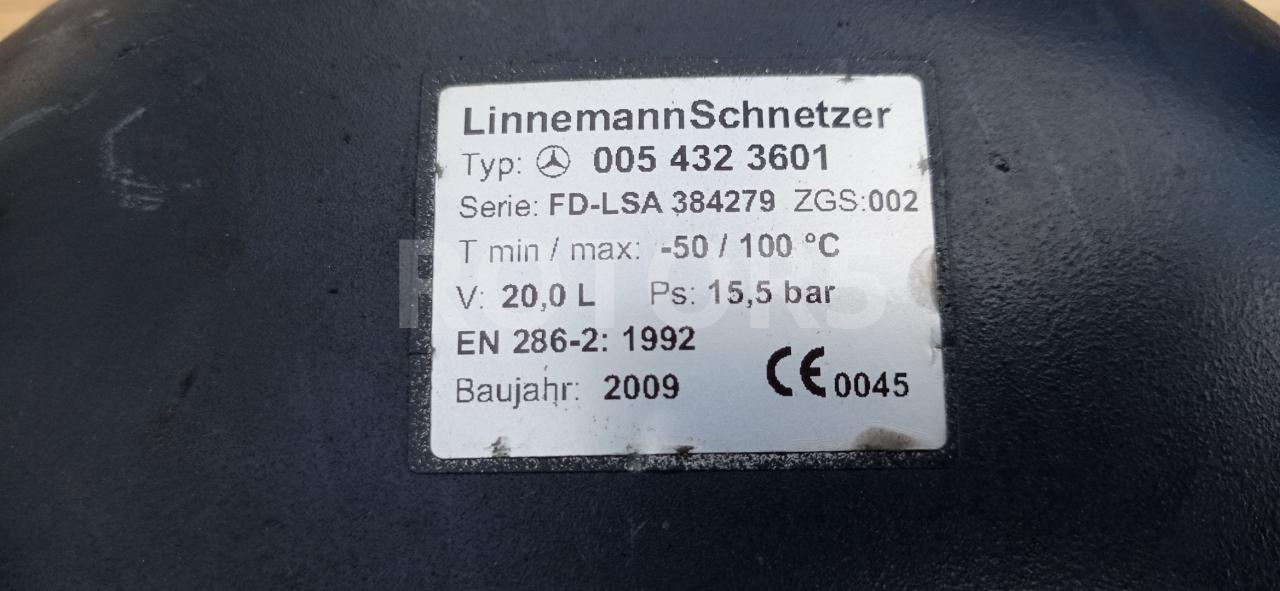 LinnemannSchnetzer
Typ: 005 432 3601
Serie: FD-LSA 384279 ZGS:002
T min / max: -50 / 100 °C
V: 20,0 L Ps: 15,5 bar
EN 286-2: 1992
Baujahr: 2009 CE 0045
ROTOR5